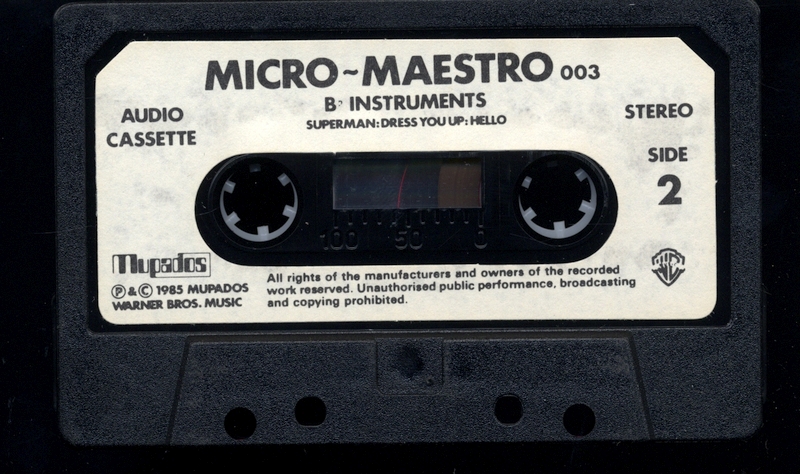 MICRO~MAESTRO 003
B♭ INSTRUMENTS
SUPERMAN:DRESS YOU UP:HELLO
AUDIO
CASSETTE
STEREO
SIDE
2
100 50 0
Mupados
Ⓟ&© 1985 MUPADOS
WARNER BROS. MUSIC
All rights of the manufacturers and owners of the recorded
work reserved. Unauthorised public performance, broadcasting
and copying prohibited.
WB